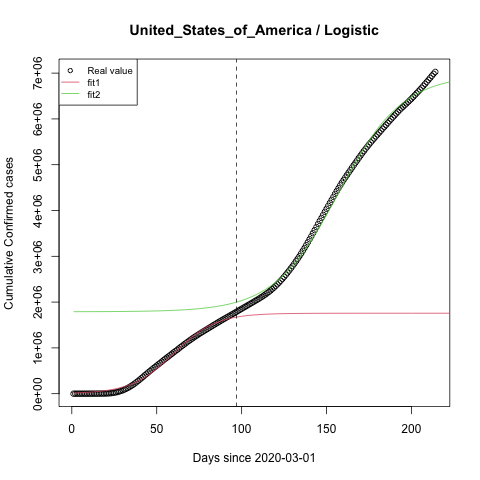 United_States_of_America / Logistic
Real value
fit1
fit2
Cumulative Confirmed cases
7e+06
6e+06
5e+06
4e+06
3e+06
2e+06
1e+06
0e+00
0 50 100 150 200
Days since 2020-03-01